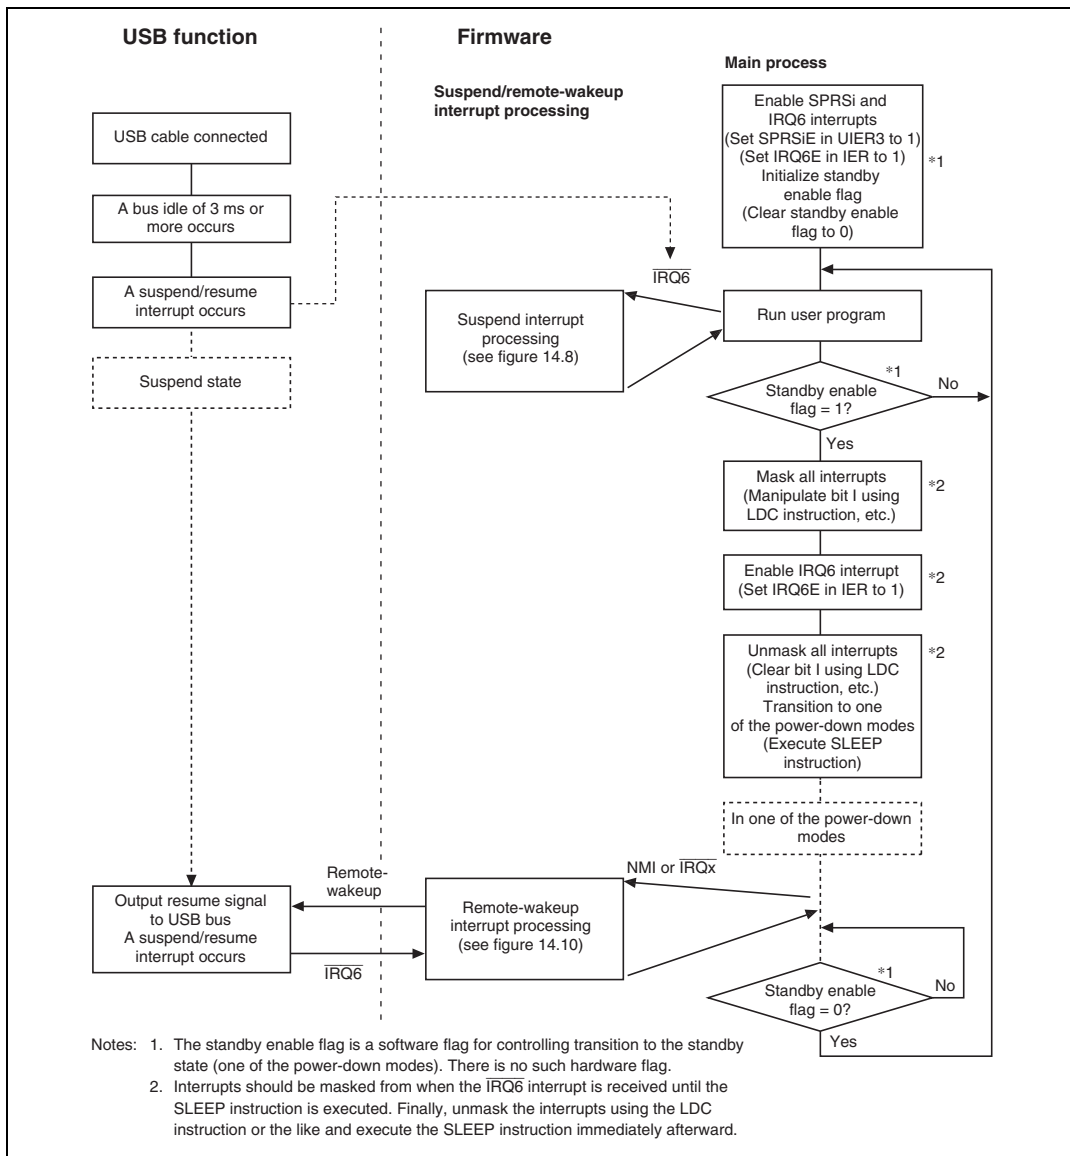 USB function
Firmware
Main process
Suspend/remote-wakeup
interrupt processing
USB cable connected
A bus idle of 3 ms or
more occurs
A suspend/resume
interrupt occurs
Suspend state
Enable SPRSi and
IRQ6 interrupts
(Set SPRSiE in UIER3 to 1)
(Set IRQ6E in IER to 1)
Initialize standby
enable flag
(Clear standby enable
flag to 0)
*1
IRQ6
Suspend interrupt
processing
(see figure 14.8)
Run user program
*1
Standby enable
flag = 1?
No
Yes
Mask all interrupts
(Manipulate bit I using
LDC instruction, etc.)
*2
Enable IRQ6 interrupt
(Set IRQ6E in IER to 1)
*2
Unmask all interrupts
(Clear bit I using LDC
instruction, etc.)
Transition to one
of the power-down modes
(Execute SLEEP
instruction)
*2
In one of the power-down
modes
NMI or IRQx
Remote-
wakeup
Output resume signal
to USB bus
A suspend/resume
interrupt occurs
IRQ6
Remote-wakeup
interrupt processing
(see figure 14.10)
*1
Standby enable
flag = 0?
No
Yes
Notes: 1. The standby enable flag is a software flag for controlling transition to the standby
state (one of the power-down modes). There is no such hardware flag.
2. Interrupts should be masked from when the IRQ6 interrupt is received until the
SLEEP instruction is executed. Finally, unmask the interrupts using the LDC
instruction or the like and execute the SLEEP instruction immediately afterward.